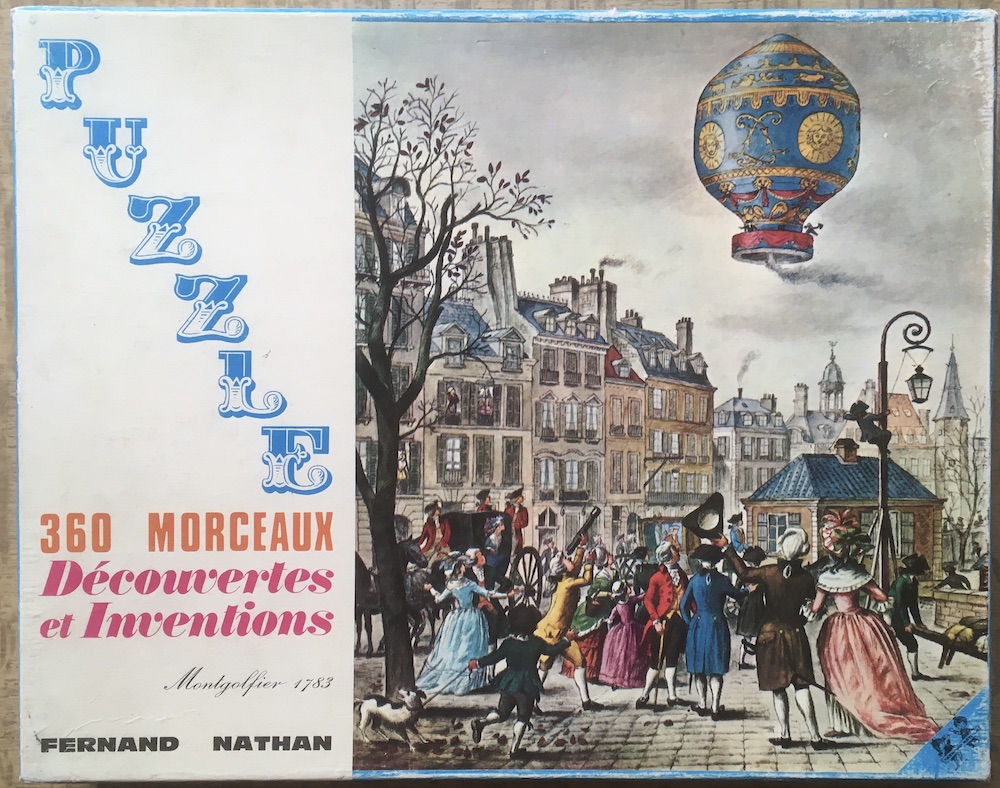 PUZZLE
360 MORCEAUX
Découvertes
et Inventions
Montgolfier 1783
FERNAND NATHAN